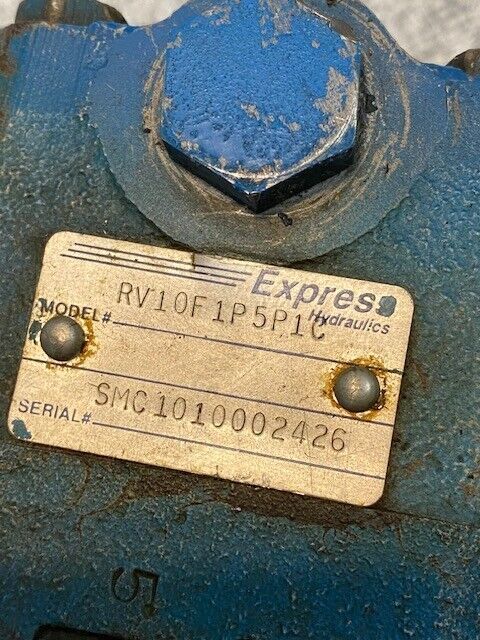 Express
Hydraulics
MODEL# RV10F1P5P1C
SERIAL# SMC1010002426
5